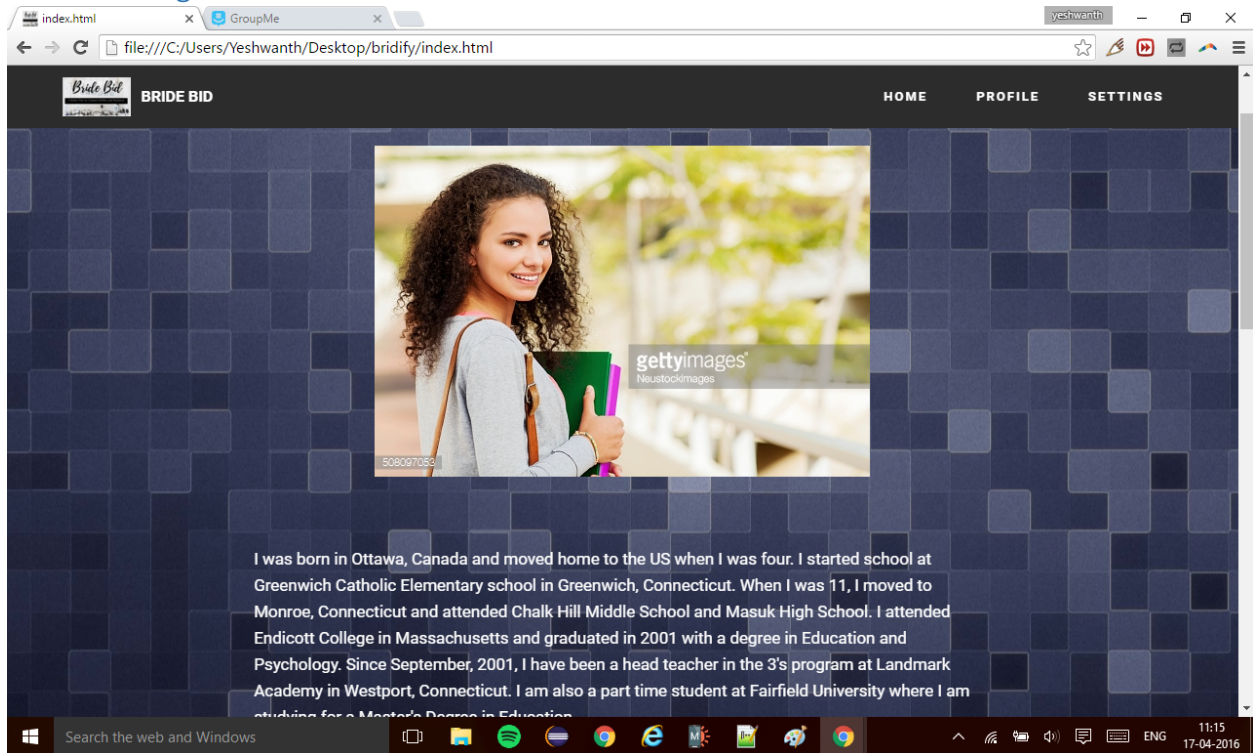 index.html
GroupMe
yeshwanth
file:///C:/Users/Yeshwanth/Desktop/bridify/index.html
Bride Bid
BRIDE BID
HOME PROFILE SETTINGS
gettyimages®
Neustockimages
508097053
I was born in Ottawa, Canada and moved home to the US when I was four. I started school at
Greenwich Catholic Elementary school in Greenwich, Connecticut. When I was 11, I moved to
Monroe, Connecticut and attended Chalk Hill Middle School and Masuk High School. I attended
Endicott College in Massachusetts and graduated in 2001 with a degree in Education and
Psychology. Since September, 2001, I have been a head teacher in the 3's program at Landmark
Academy in Westport, Connecticut. I am also a part time student at Fairfield University where I am
studying for a Master's Degree in Education
Search the web and Windows
ENG
11:15
17-04-2016